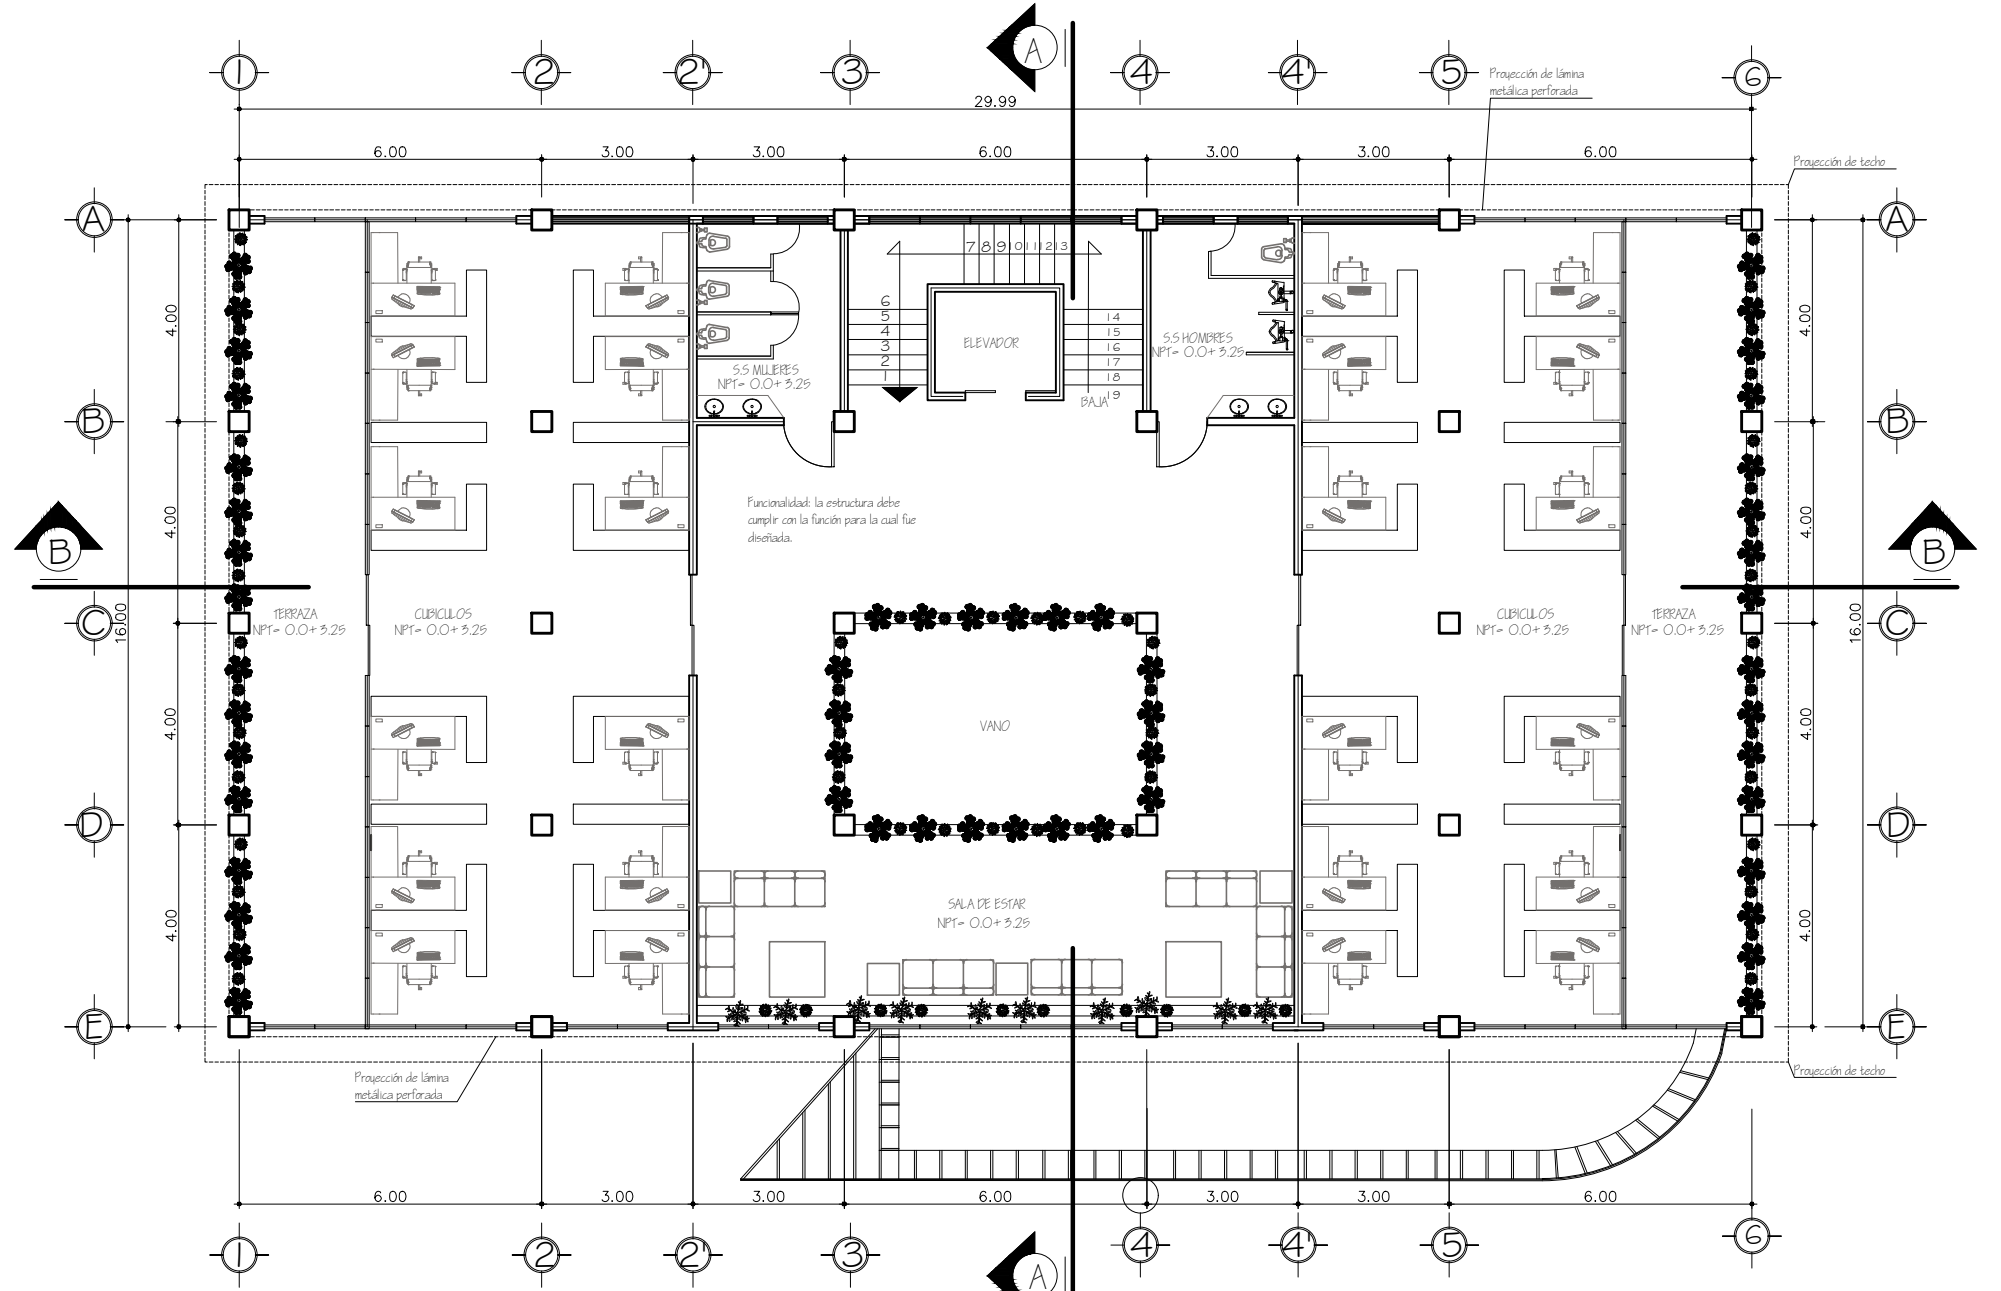 A
1
2
2'
3
4
4'
5
6
Proyección de lámina
metálica perforada
29.99
6.00
3.00
3.00
6.00
3.00
3.00
6.00
Proyección de techo
A
7 8 9 10 11 12 13
A
4.00
6
5
4
3
2
1
ELEVADOR
14
15
16
17
18
19
BAJA
S.S HOMBRES
NPT= 0.0+3.25
4.00
S.S MUJERES
NPT= 0.0+3.25
B
B
Funcionalidad: la estructura debe
cumplir con la función para la cual fue
diseñada.
4.00
4.00
B
B
TERRAZA
NPT= 0.0+3.25
CUBICULOS
NPT= 0.0+3.25
CUBICULOS
NPT= 0.0+3.25
TERRAZA
NPT= 0.0+3.25
C
16.00
16.00
C
4.00
VANO
4.00
D
D
4.00
SALA DE ESTAR
NPT= 0.0+3.25
4.00
E
E
Proyección de lámina
metálica perforada
Proyección de techo
6.00
3.00
3.00
6.00
3.00
3.00
6.00
1
2
2'
3
4
4'
5
6
A